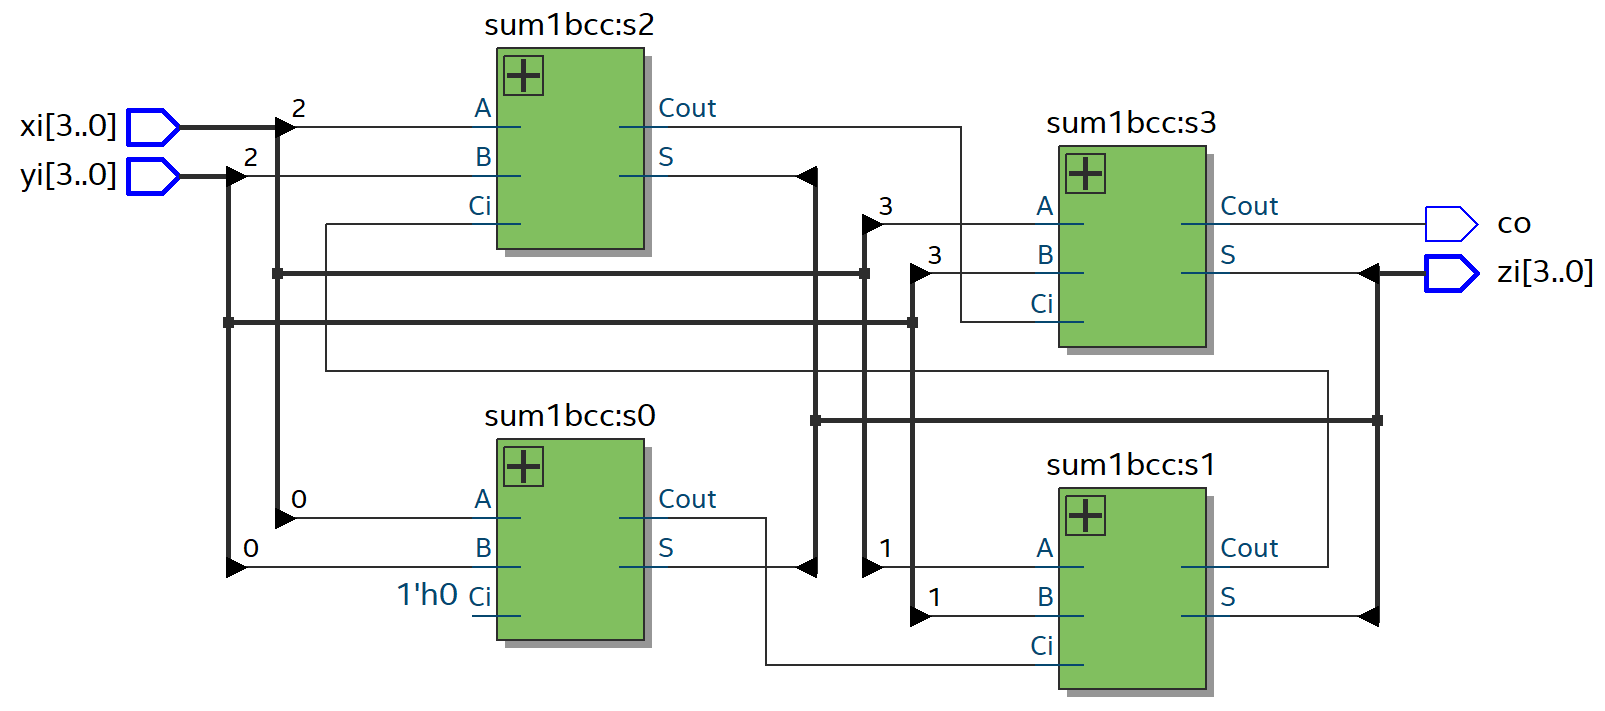 sum1bcc:s2
xi[3..0]
2
A
Cout
yi[3..0]
2
B
S
Ci
sum1bcc:s3
3
A
Cout
co
3
B
S
zi[3..0]
Ci
sum1bcc:s0
0
A
Cout
0
B
S
1'h0 Ci
sum1bcc:s1
1
A
Cout
1
B
S
Ci